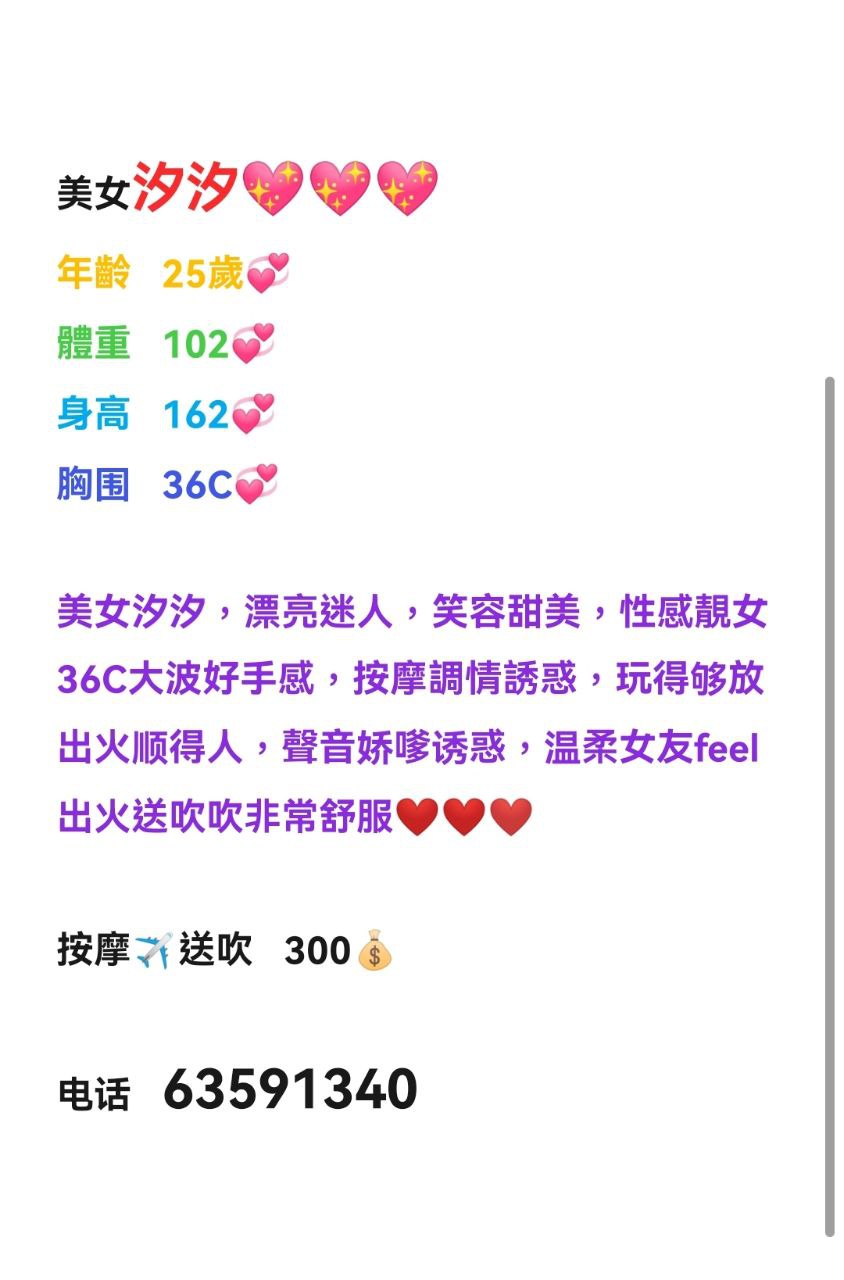 美女汐汐💖💖💖
年齡 25歲💞
體重 102💞
身高 162💞
胸围 36C💞
美女汐汐，漂亮迷人，笑容甜美，性感靚女
36C大波好手感，按摩調情誘惑，玩得够放
出火顺得人，聲音娇嗲诱惑，温柔女友feel
出火送吹吹非常舒服❤️❤️❤️
按摩✈️送吹 300💰
电话 63591340